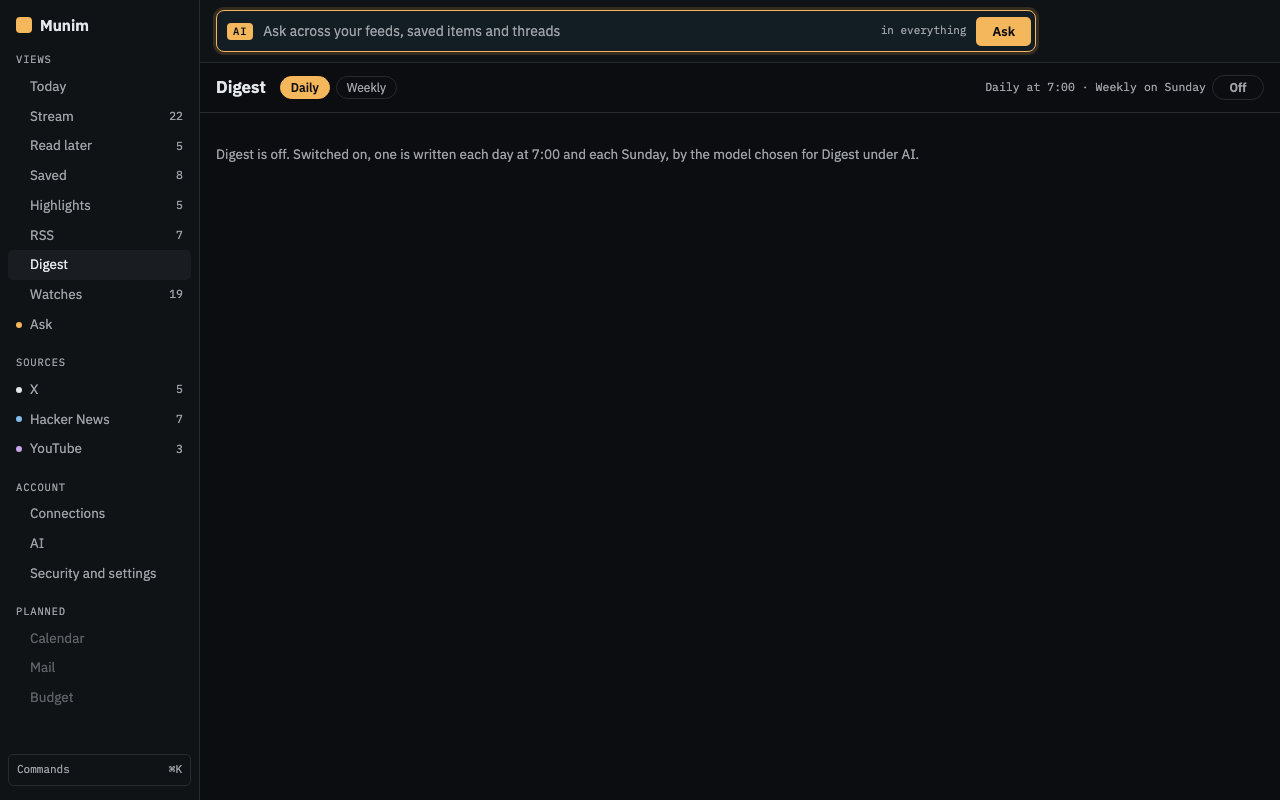 Munim
VIEWS
Today
Stream 22
Read later 5
Saved 8
Highlights 5
RSS 7
Digest
Watches 19
Ask
SOURCES
X 5
Hacker News 7
YouTube 3
ACCOUNT
Connections
AI
Security and settings
PLANNED
Calendar
Mail
Budget
Commands ⌘K
AI Ask across your feeds, saved items and threads in everything Ask
Digest Daily Weekly Daily at 7:00 · Weekly on Sunday Off
Digest is off. Switched on, one is written each day at 7:00 and each Sunday, by the model chosen for Digest under AI.